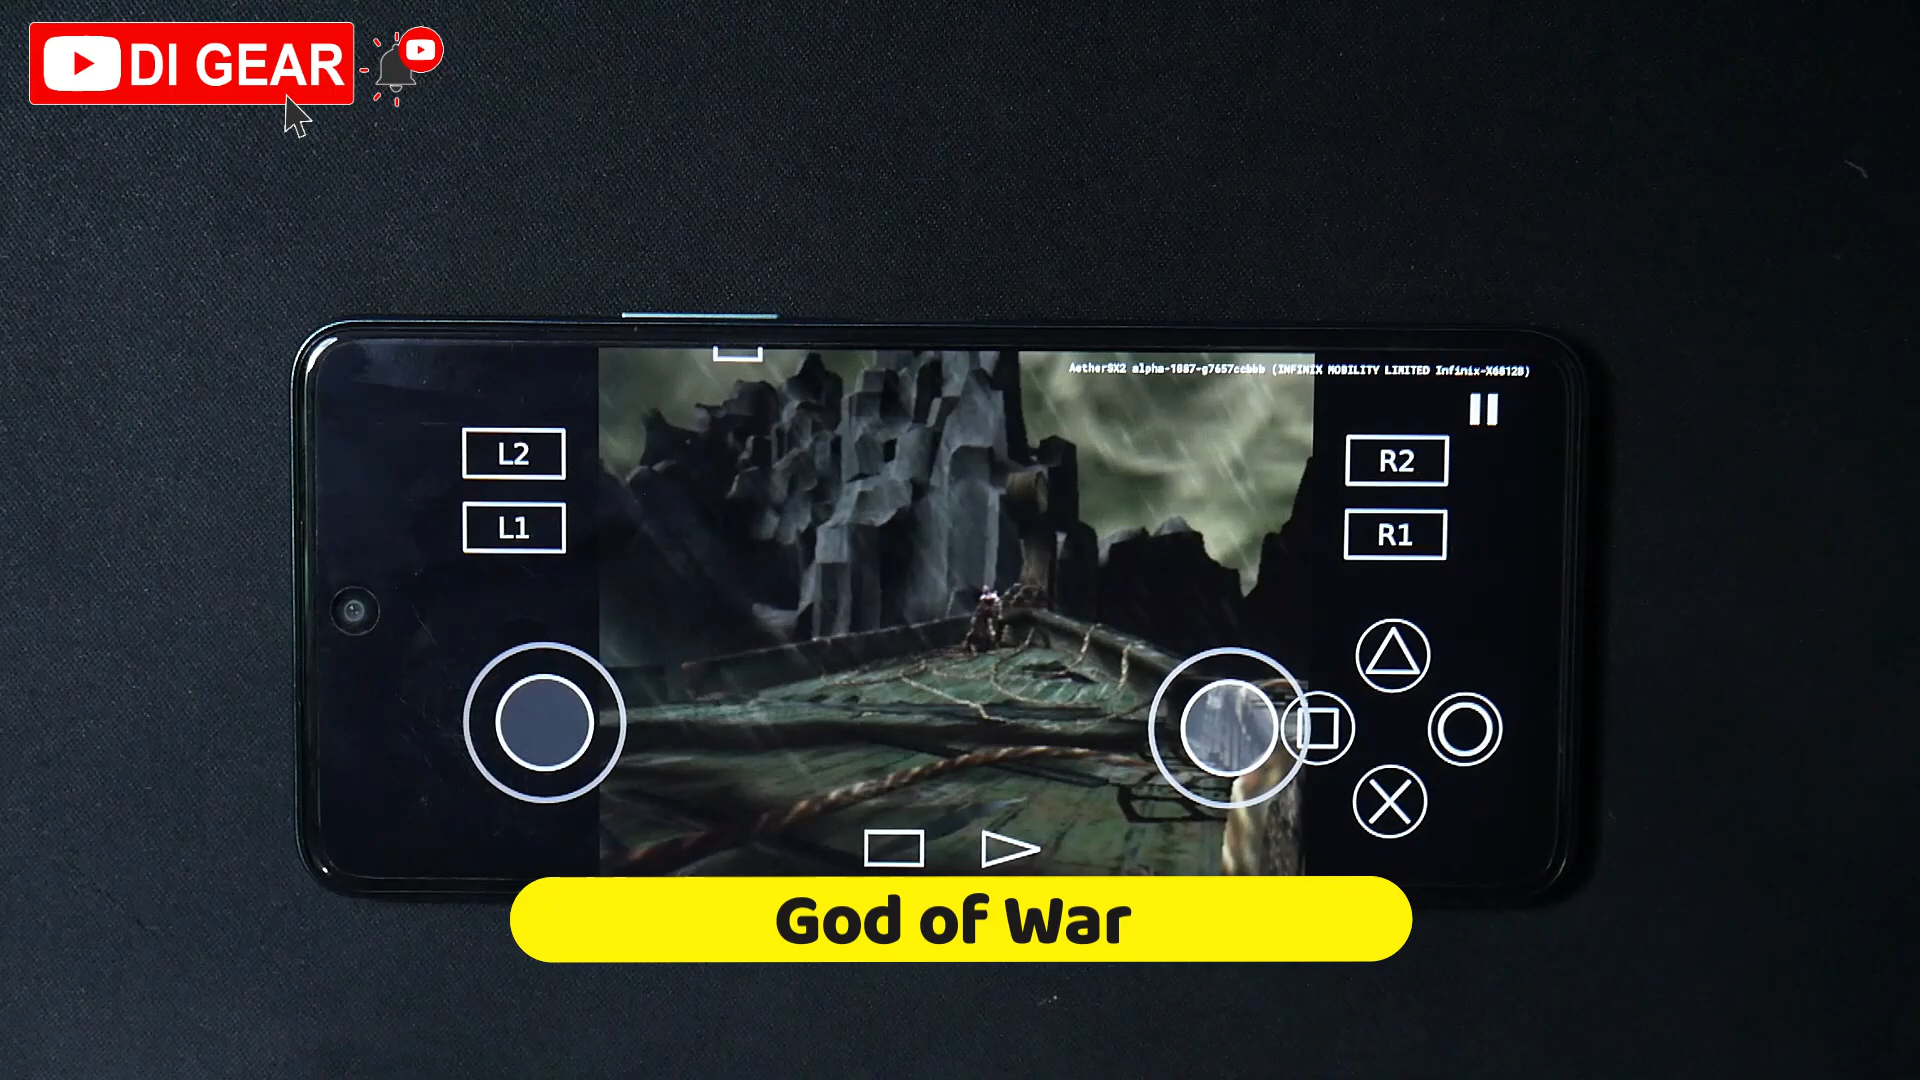 DI GEAR
AetherSX2 alpha-1087-g7657ccbbb (INFINIX MOBILITY LIMITED Infinix-X6812B)
L2
R2
L1
R1
God of War